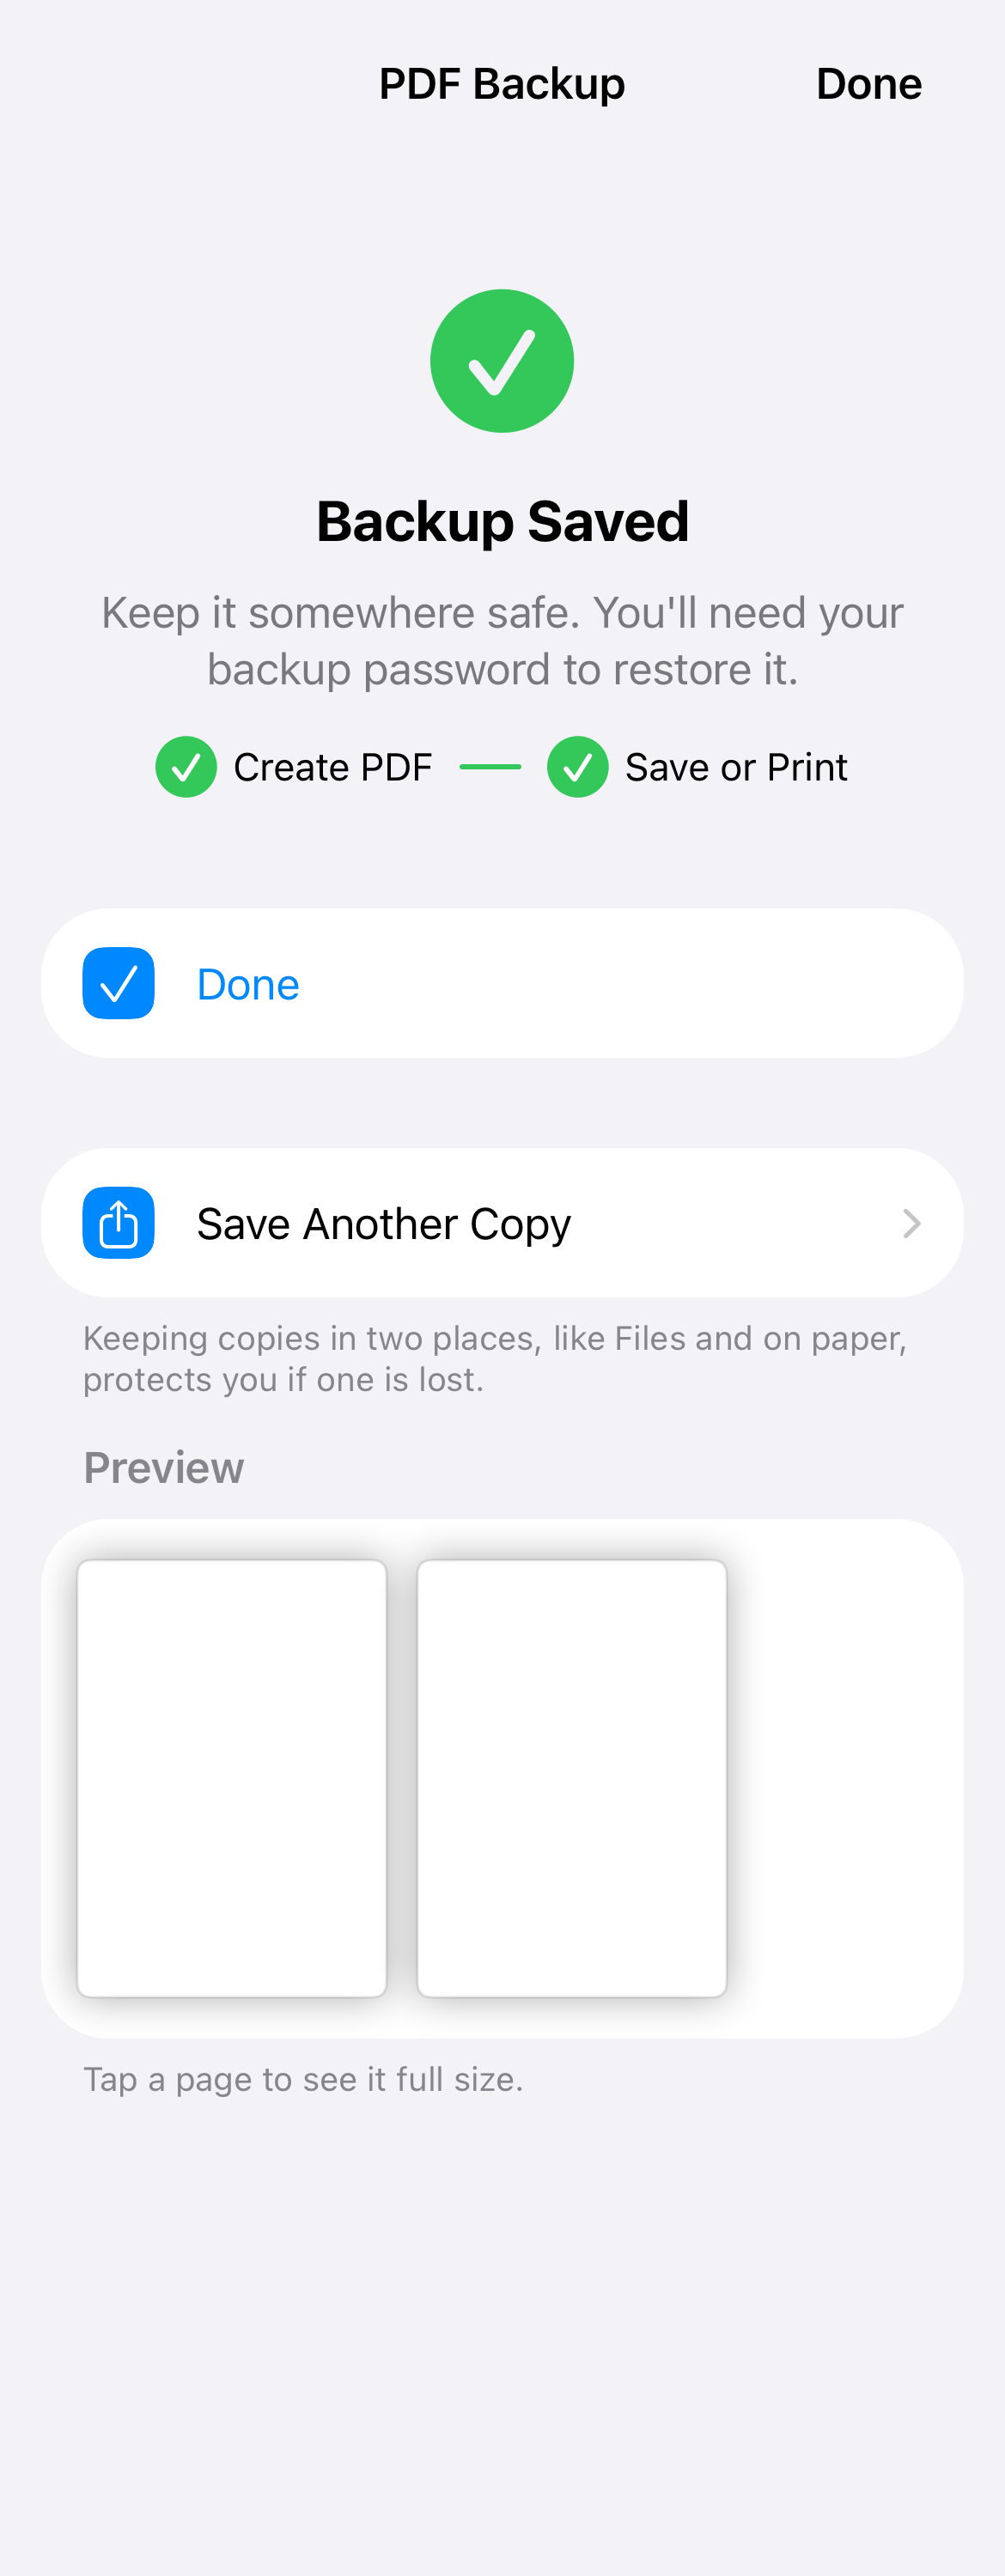 PDF Backup
Done
Backup Saved
Keep it somewhere safe. You'll need your
backup password to restore it.
Create PDF
Save or Print
Done
Save Another Copy
Keeping copies in two places, like Files and on paper,
protects you if one is lost.
Preview
Tap a page to see it full size.